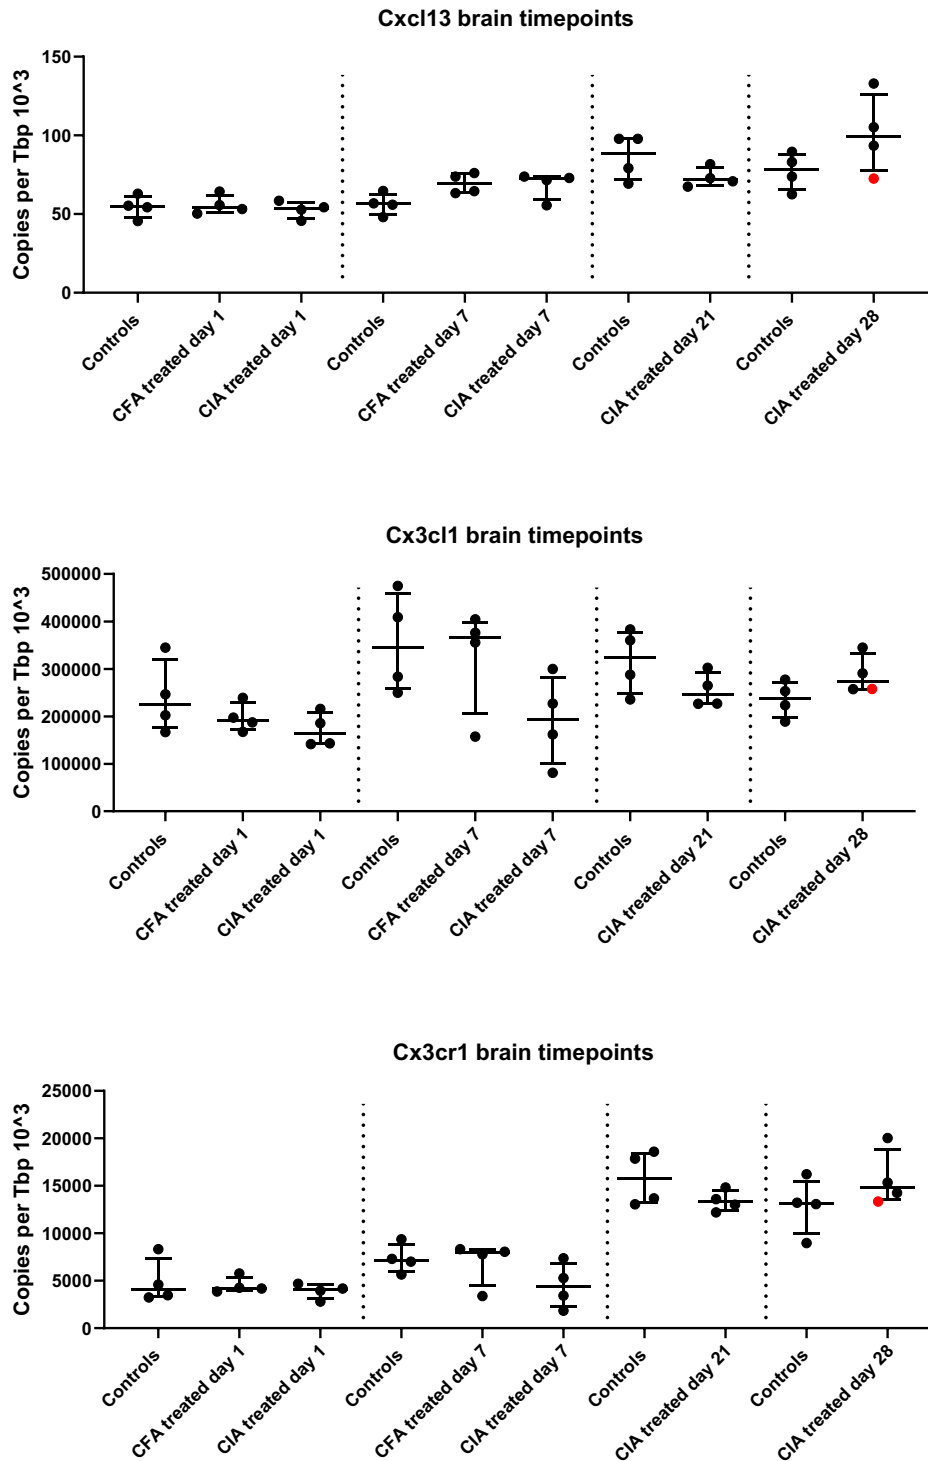 Cxcl13 brain timepoints
Copies per Tbp 10^3
150
100
50
0
Controls
CFA treated day 1
CIA treated day 1
Controls
CFA treated day 7
CIA treated day 7
Controls
CIA treated day 21
Controls
CIA treated day 28
Cx3cl1 brain timepoints
Copies per Tbp 10^3
500000
400000
300000
200000
100000
0
Controls
CFA treated day 1
CIA treated day 1
Controls
CFA treated day 7
CIA treated day 7
Controls
CIA treated day 21
Controls
CIA treated day 28
Cx3cr1 brain timepoints
Copies per Tbp 10^3
25000
20000
15000
10000
5000
0
Controls
CFA treated day 1
CIA treated day 1
Controls
CFA treated day 7
CIA treated day 7
Controls
CIA treated day 21
Controls
CIA treated day 28